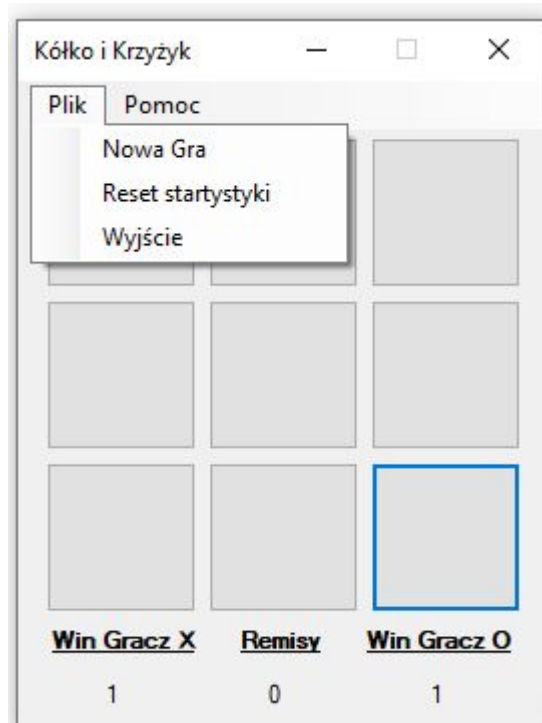 Kółko i Krzyżyk
Plik Pomoc
Nowa Gra
Reset startystyki
Wyjście
Win Gracz X Remisy Win Gracz O
1 0 1